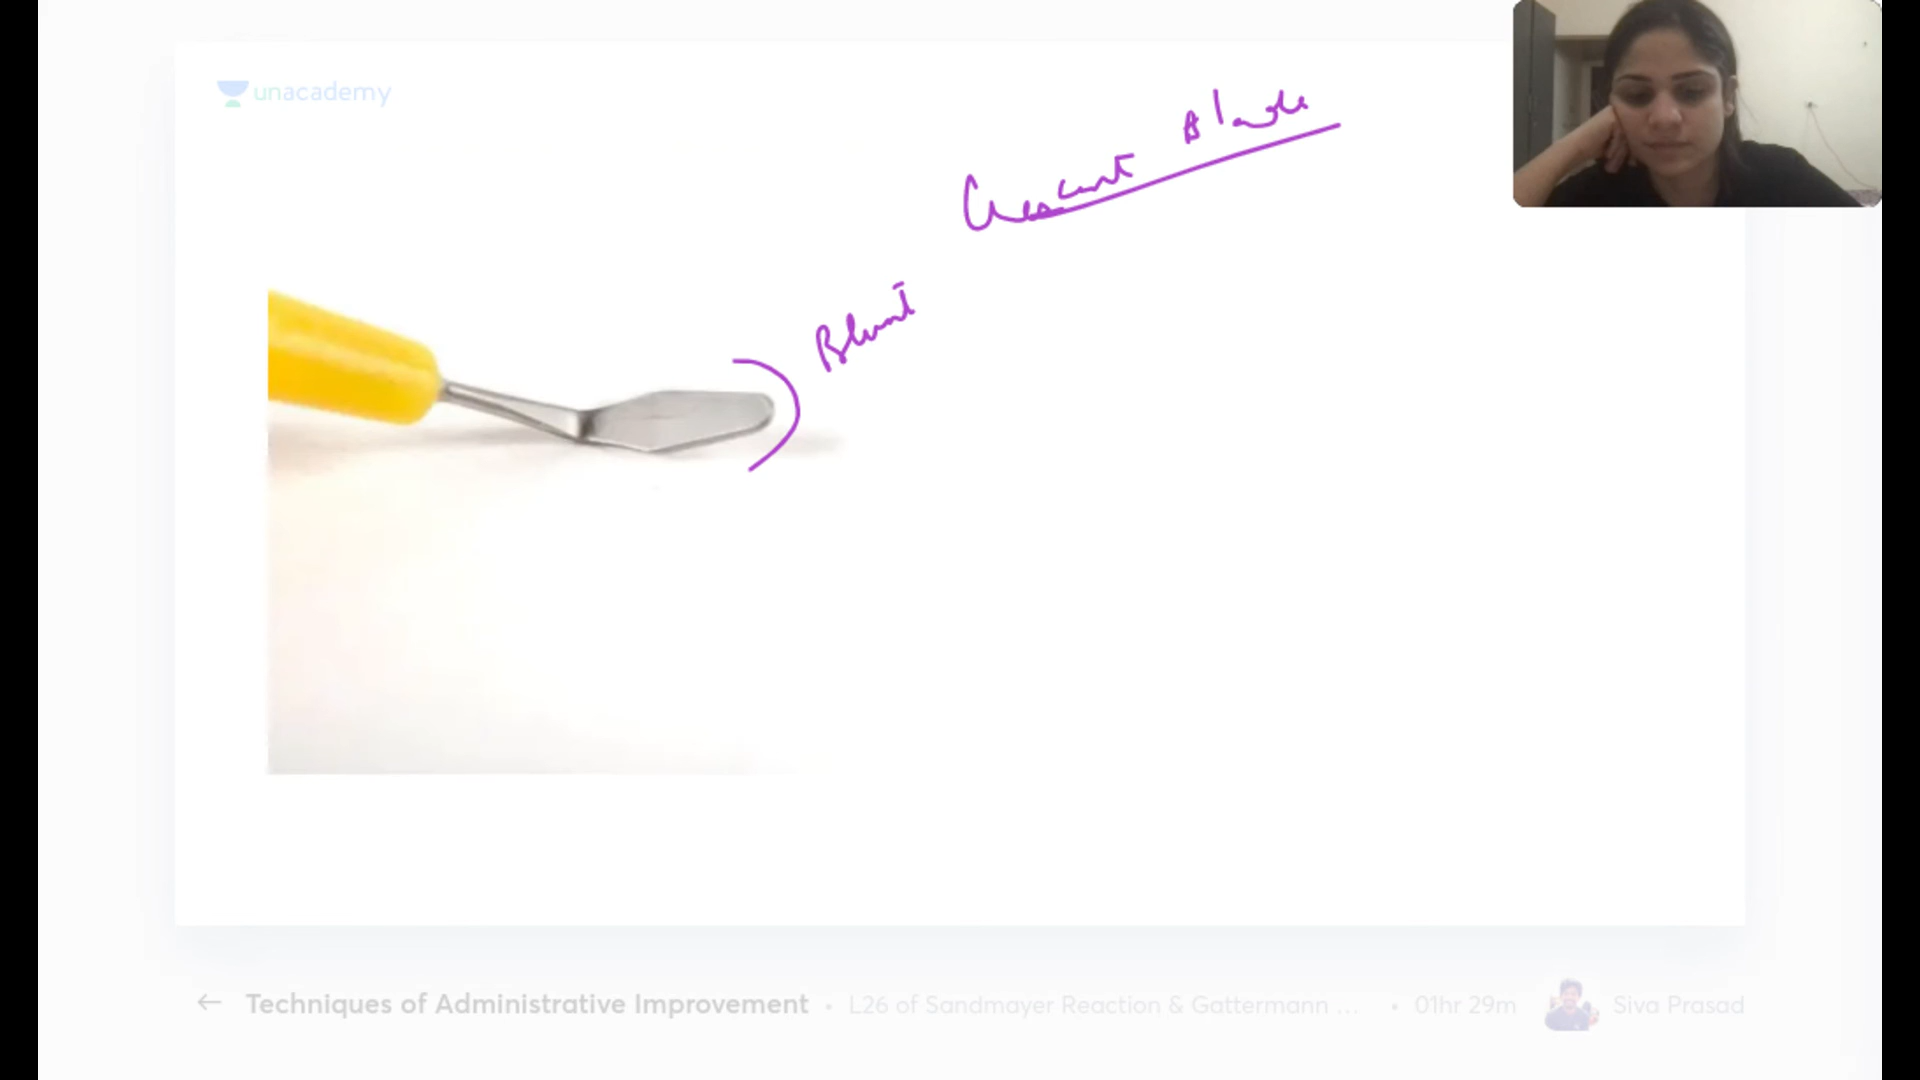 unacademy
Crescent Blade
Blunt
Techniques of Administrative Improvement • L26 of Sandmayer Reaction & Gattermann ... • 01hr 29m Siva Prasad